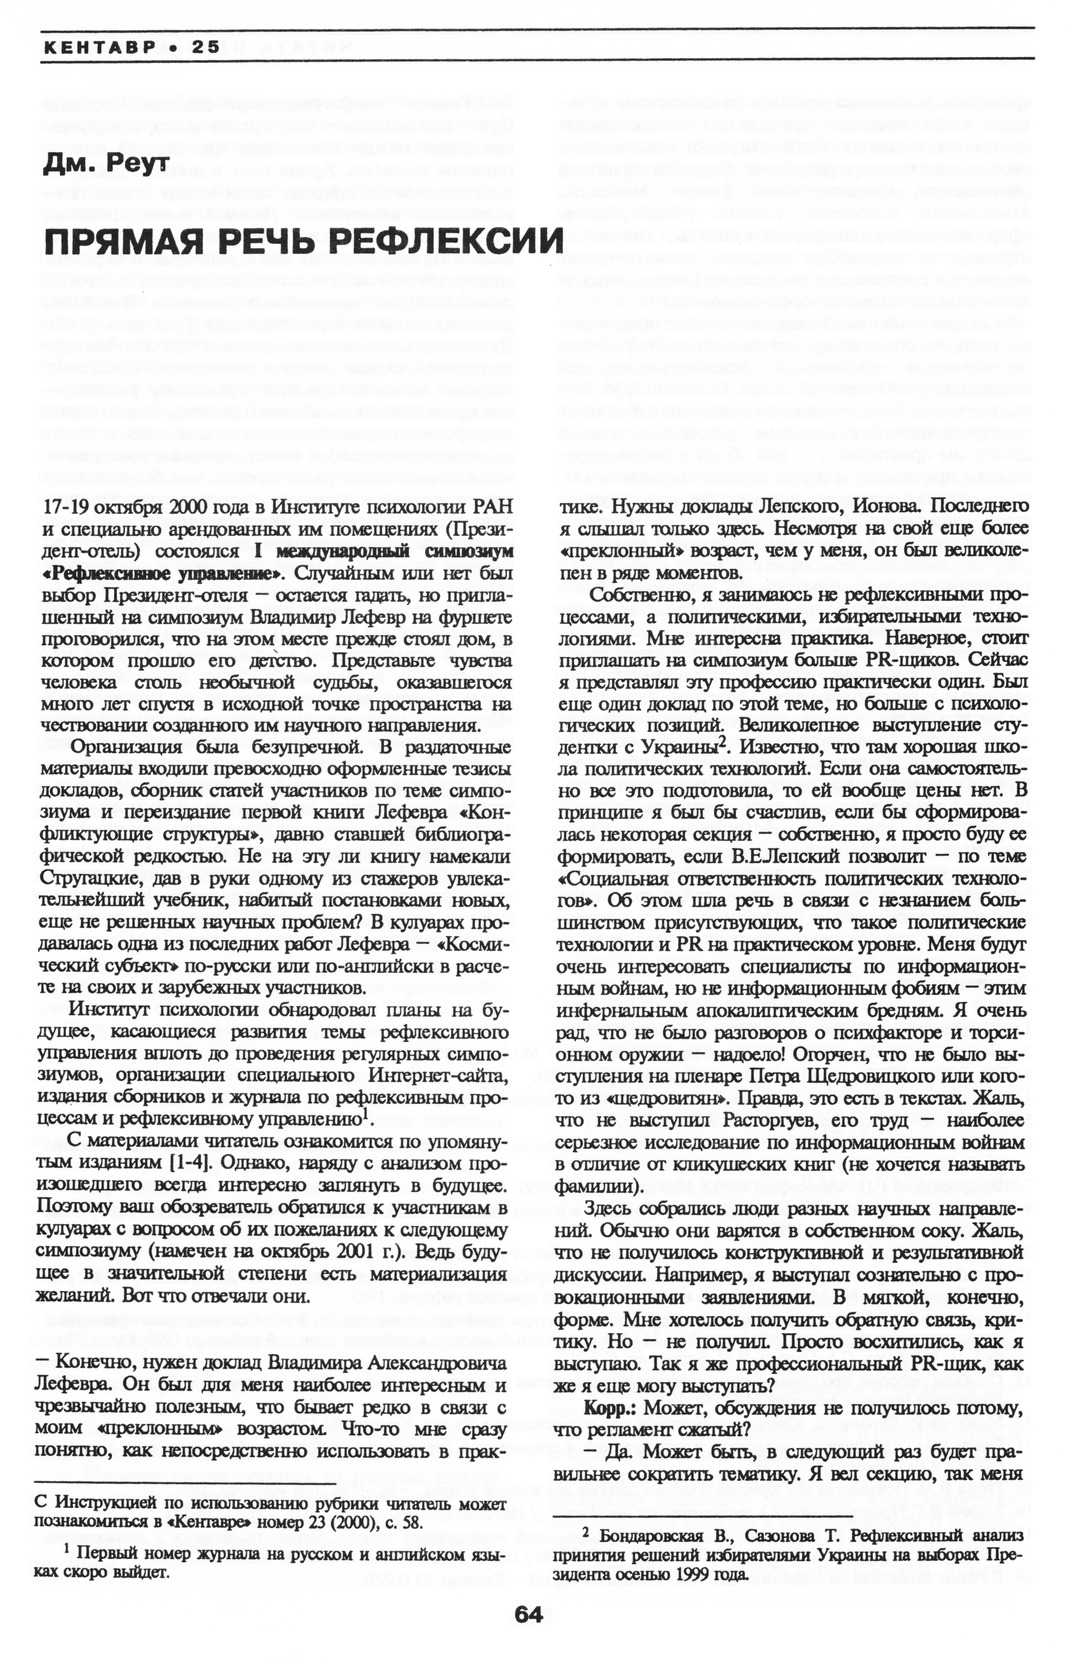 КЕНТАВР • 25
Дм. Реут
ПРЯМАЯ РЕЧЬ РЕФЛЕКСИИ
17-19 октября 2000 года в Институте психологии РАН
и специально арендованных им помещениях (Прези-
дент-отель) состоялся I международный симпозиум
«Рефлексивное управление». Случайным или нет был
выбор Президент-отеля — остается гадать, но пригла-
шенный на симпозиум Владимир Лефевр на фуршете
проговорился, что на этом месте прежде стоял дом, в
котором прошло его детство. Представьте чувства
человека столь необычной судьбы, оказавшегося
много лет спустя в исходной точке пространства на
чествовании созданного им научного направления.
Организация была безупречной. В раздаточные
материалы входили превосходно оформленные тезисы
докладов, сборник статей участников по теме симпо-
зиума и переиздание первой книги Лефевра «Кон-
фликтующие структуры», давно ставшей библиогра-
фической редкостью. Не на эту ли книгу намекали
Стругацкие, дав в руки одному из стажеров увлека-
тельнейший учебник, набитый постановками новых,
еще не решенных научных проблем? В кулуарах про-
давалась одна из последних работ Лефевра — «Косми-
ческий субъект» по-русски или по-английски в расче-
те на своих и зарубежных участников.
Институт психологии обнародовал планы на бу-
дущее, касающиеся развития темы рефлексивного
управления вплоть до проведения регулярных симпо-
зиумов, организации специального Интернет-сайта,
издания сборников и журнала по рефлексивным про-
цессам и рефлексивному управлению1.
С материалами читатель ознакомится по упомяну-
тым изданиям [1-4]. Однако, наряду с анализом про-
изошедшего всегда интересно заглянуть в будущее.
Поэтому ваш обозреватель обратился к участникам в
кулуарах с вопросом об их пожеланиях к следующему
симпозиуму (намечен на октябрь 2001 г.). Ведь буду-
щее в значительной степени есть материализация
желаний. Вот что отвечали они.
— Конечно, нужен доклад Владимира Александровича
Лефевра. Он был для меня наиболее интересным и
чрезвычайно полезным, что бывает редко в связи с
моим «преклонным» возрастом. Что-то мне сразу
понятно, как непосредственно использовать в прак-
С Инструкцией по использованию рубрики читатель может
познакомиться в «Кентавре» номер 23 (2000), с. 58.
1 Первый номер журнала на русском и английском язы-
ках скоро выйдет.
тике. Нужны доклады Лепского, Ионова. Последнего
я слышал только здесь. Несмотря на свой еще более
«преклонный» возраст, чем у меня, он был великоле-
пен в ряде моментов.
Собственно, я занимаюсь не рефлексивными про-
цессами, а политическими, избирательными техно-
логиями. Мне интересна практика. Наверное, стоит
приглашать на симпозиум больше PR-щиков. Сейчас
я представлял эту профессию практически один. Был
еще один доклад по этой теме, но больше с психоло-
гических позиций. Великолепное выступление сту-
дентки с Украины2. Известно, что там хорошая шко-
ла политических технологий. Если она самостоятель-
но все это подготовила, то ей вообще цены нет. В
принципе я был бы счастлив, если бы сформирова-
лась некоторая секция — собственно, я просто буду ее
формировать, если В.Е.Лепский позволит — по теме
«Социальная ответственность политических техноло-
гов». Об этом шла речь в связи с незнанием боль-
шинством присутствующих, что такое политические
технологии и PR на практическом уровне. Меня будут
очень интересовать специалисты по информацион-
ным войнам, но не информационным фобиям — этим
инфернальным апокалиптическим бредням. Я очень
рад, что не было разговоров о психфакторе и торси-
онном оружии — надоело! Огорчен, что не было вы-
ступления на пленаре Петра Щедровицкого или кого-
то из «щедровитян». Правда, это есть в текстах. Жаль,
что не выступил Расторгуев, его труд — наиболее
серьезное исследование по информационным войнам
в отличие от кликушеских книг (не хочется называть
фамилии).
Здесь собрались люди разных научных направле-
ний. Обычно они варятся в собственном соку. Жаль,
что не получилось конструктивной и результативной
дискуссии. Например, я выступал сознательно с про-
вокационными заявлениями. В мягкой, конечно,
форме. Мне хотелось получить обратную связь, кри-
тику. Но — не получил. Просто восхитились, как я
выступаю. Так я же профессиональный PR-щик, как
же я еще могу выступать?
Корр.: Может, обсуждения не получилось потому,
что регламент сжатый?
— Да. Может быть, в следующий раз будет пра-
вильнее сократить тематику. Я вел секцию, так меня
2 Бондаровская В., Сазонова Т. Рефлексивный анализ
принятия решений избирателями Украины на выборах Пре-
зидента осенью 1999 года.
64